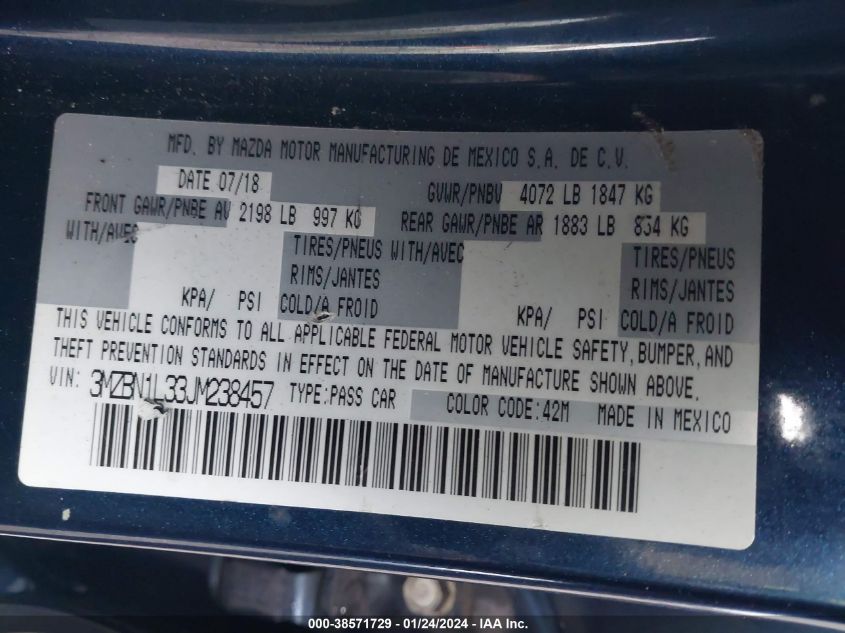 MFD. BY MAZDA MOTOR MANUFACTURING DE MEXICO S.A. DE C.V.
DATE 07/18 GVWR/PNBV 4072 LB 1847 KG
FRONT GAWR/PNBE AV 2198 LB 997 KG REAR GAWR/PNBE AR 1883 LB 854 KG
WITH/AVEC TIRES/PNEUS WITH/AVEC TIRES/PNEUS
RIMS/JANTES RIMS/JANTES
KPA/ PSI COLD/A FROID KPA/ PSI COLD/A FROID
THIS VEHICLE CONFORMS TO ALL APPLICABLE FEDERAL MOTOR VEHICLE SAFETY, BUMPER, AND
THEFT PREVENTION STANDARDS IN EFFECT ON THE DATE OF MANUFACTURE SHOWN ABOVE.
VIN: 3MZBN1L33JM238457 TYPE:PASS CAR COLOR CODE:42M MADE IN MEXICO
000-38571729 - 01/24/2024 - IAA Inc.